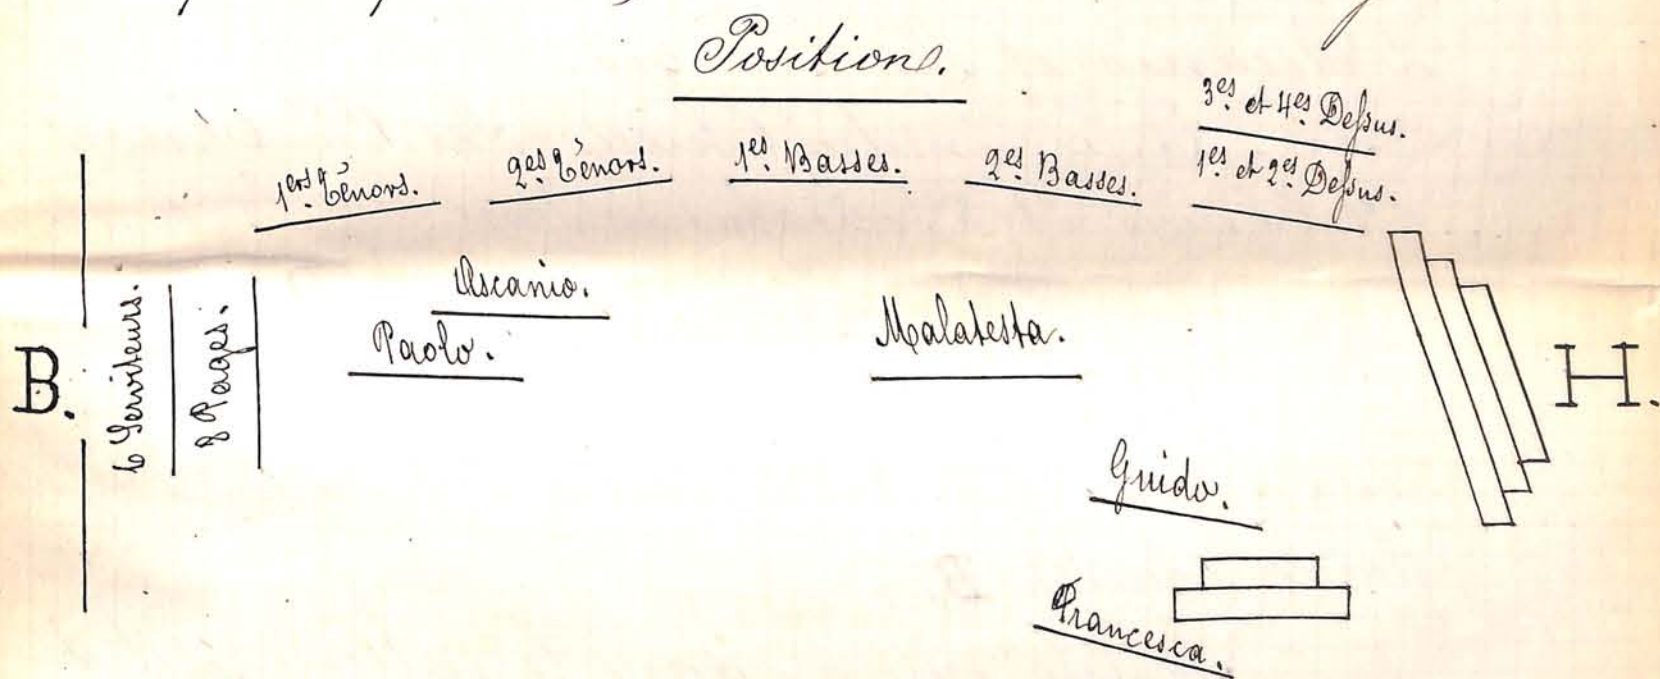 Position.
3es et 4es Dessus.
1ers Ténors.
2es Ténors.
1es Basses.
2es Basses.
1es et 2es Dessus.
Ascanio.
Paolo.
Malatesta.
B.
6 Serviteurs.
8 Pages.
H.
Guido.
Francesca.